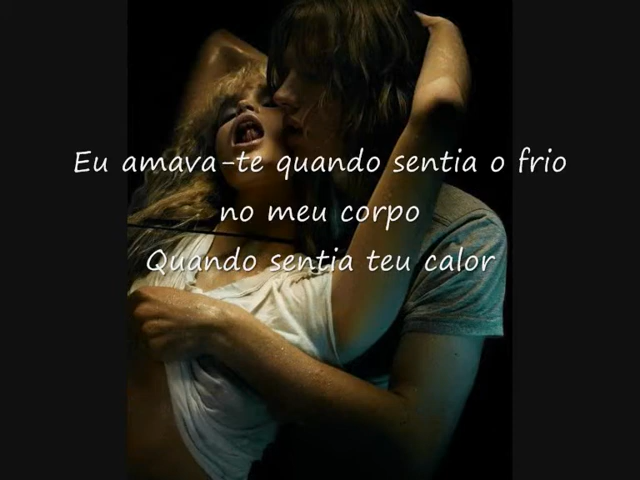 Eu amava-te quando sentia o frio
no meu corpo
Quando sentia teu calor